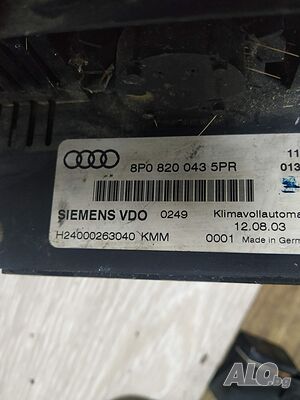 8P0 820 043 5PR
11
013
SIEMENS VDO 0249 Klimavollautoma
12.08.03
H24000263040 KMM 0001 Made in Germ
ALO.bg